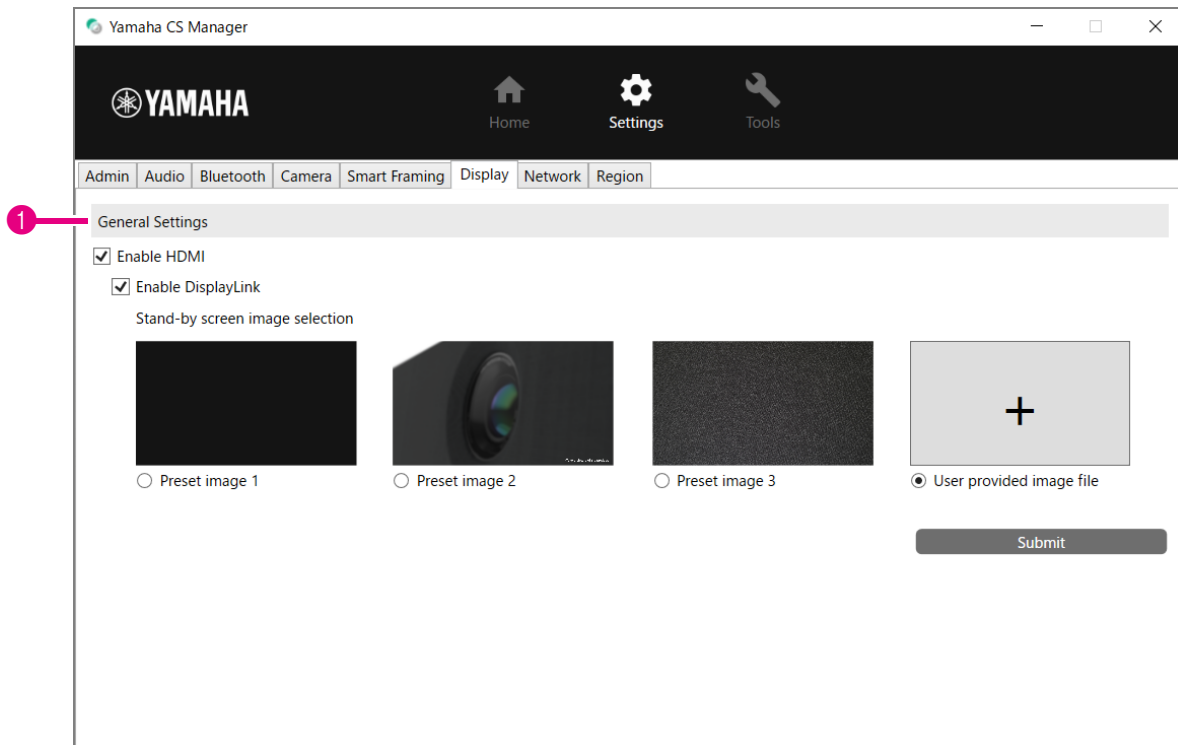 Yamaha CS Manager
YAMAHA
Home
Settings
Tools
Admin Audio Bluetooth Camera Smart Framing Display Network Region
1
General Settings
Enable HDMI
Enable DisplayLink
Stand-by screen image selection
+
Preset image 1
Preset image 2
Preset image 3
User provided image file
Submit